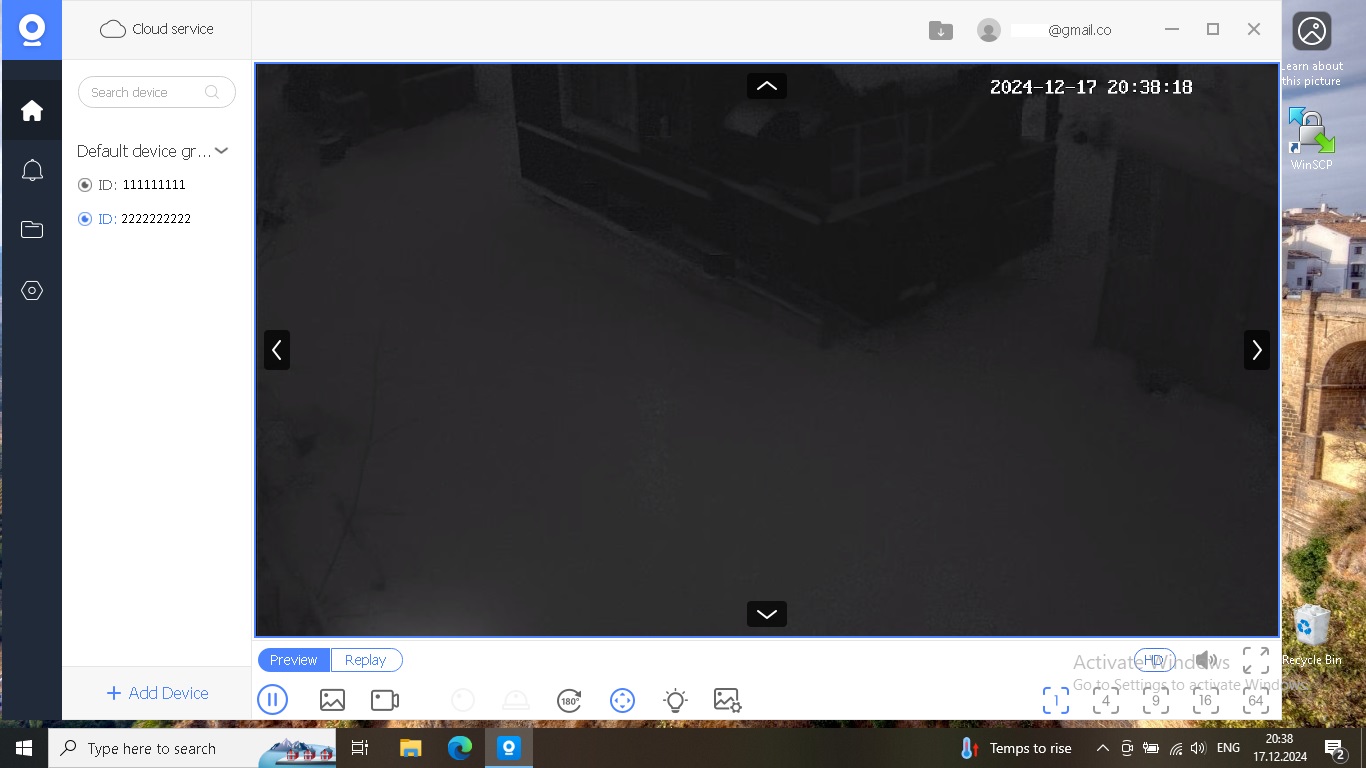 Cloud service
@gmail.co
Search device
Default device gr...
ID: 111111111
ID: 2222222222
Add Device
2024-12-17 20:38:18
Preview
Replay
HD
180°
1
4
9
16
64
Activate Windows
Go to Settings to activate Windows.
Learn about
this picture
WinSCP
Recycle Bin
Type here to search
Temps to rise
ENG
20:38
17.12.2024
2